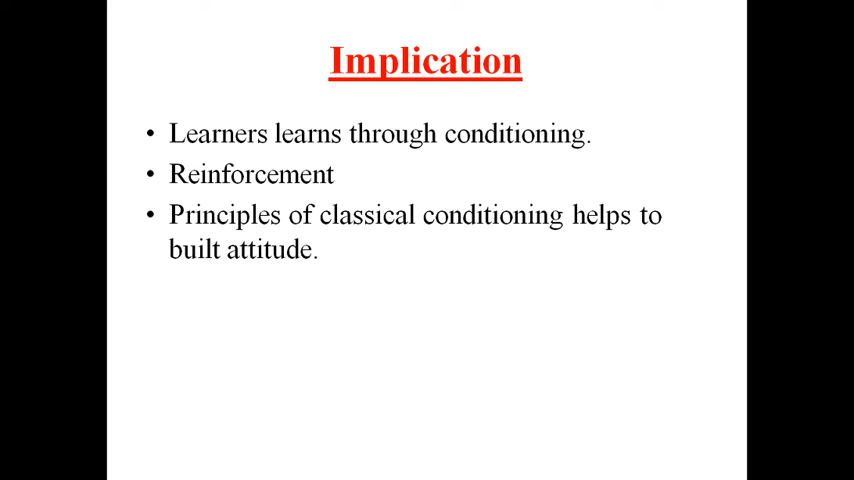 Implication
• Learners learns through conditioning.
• Reinforcement
• Principles of classical conditioning helps to
built attitude.